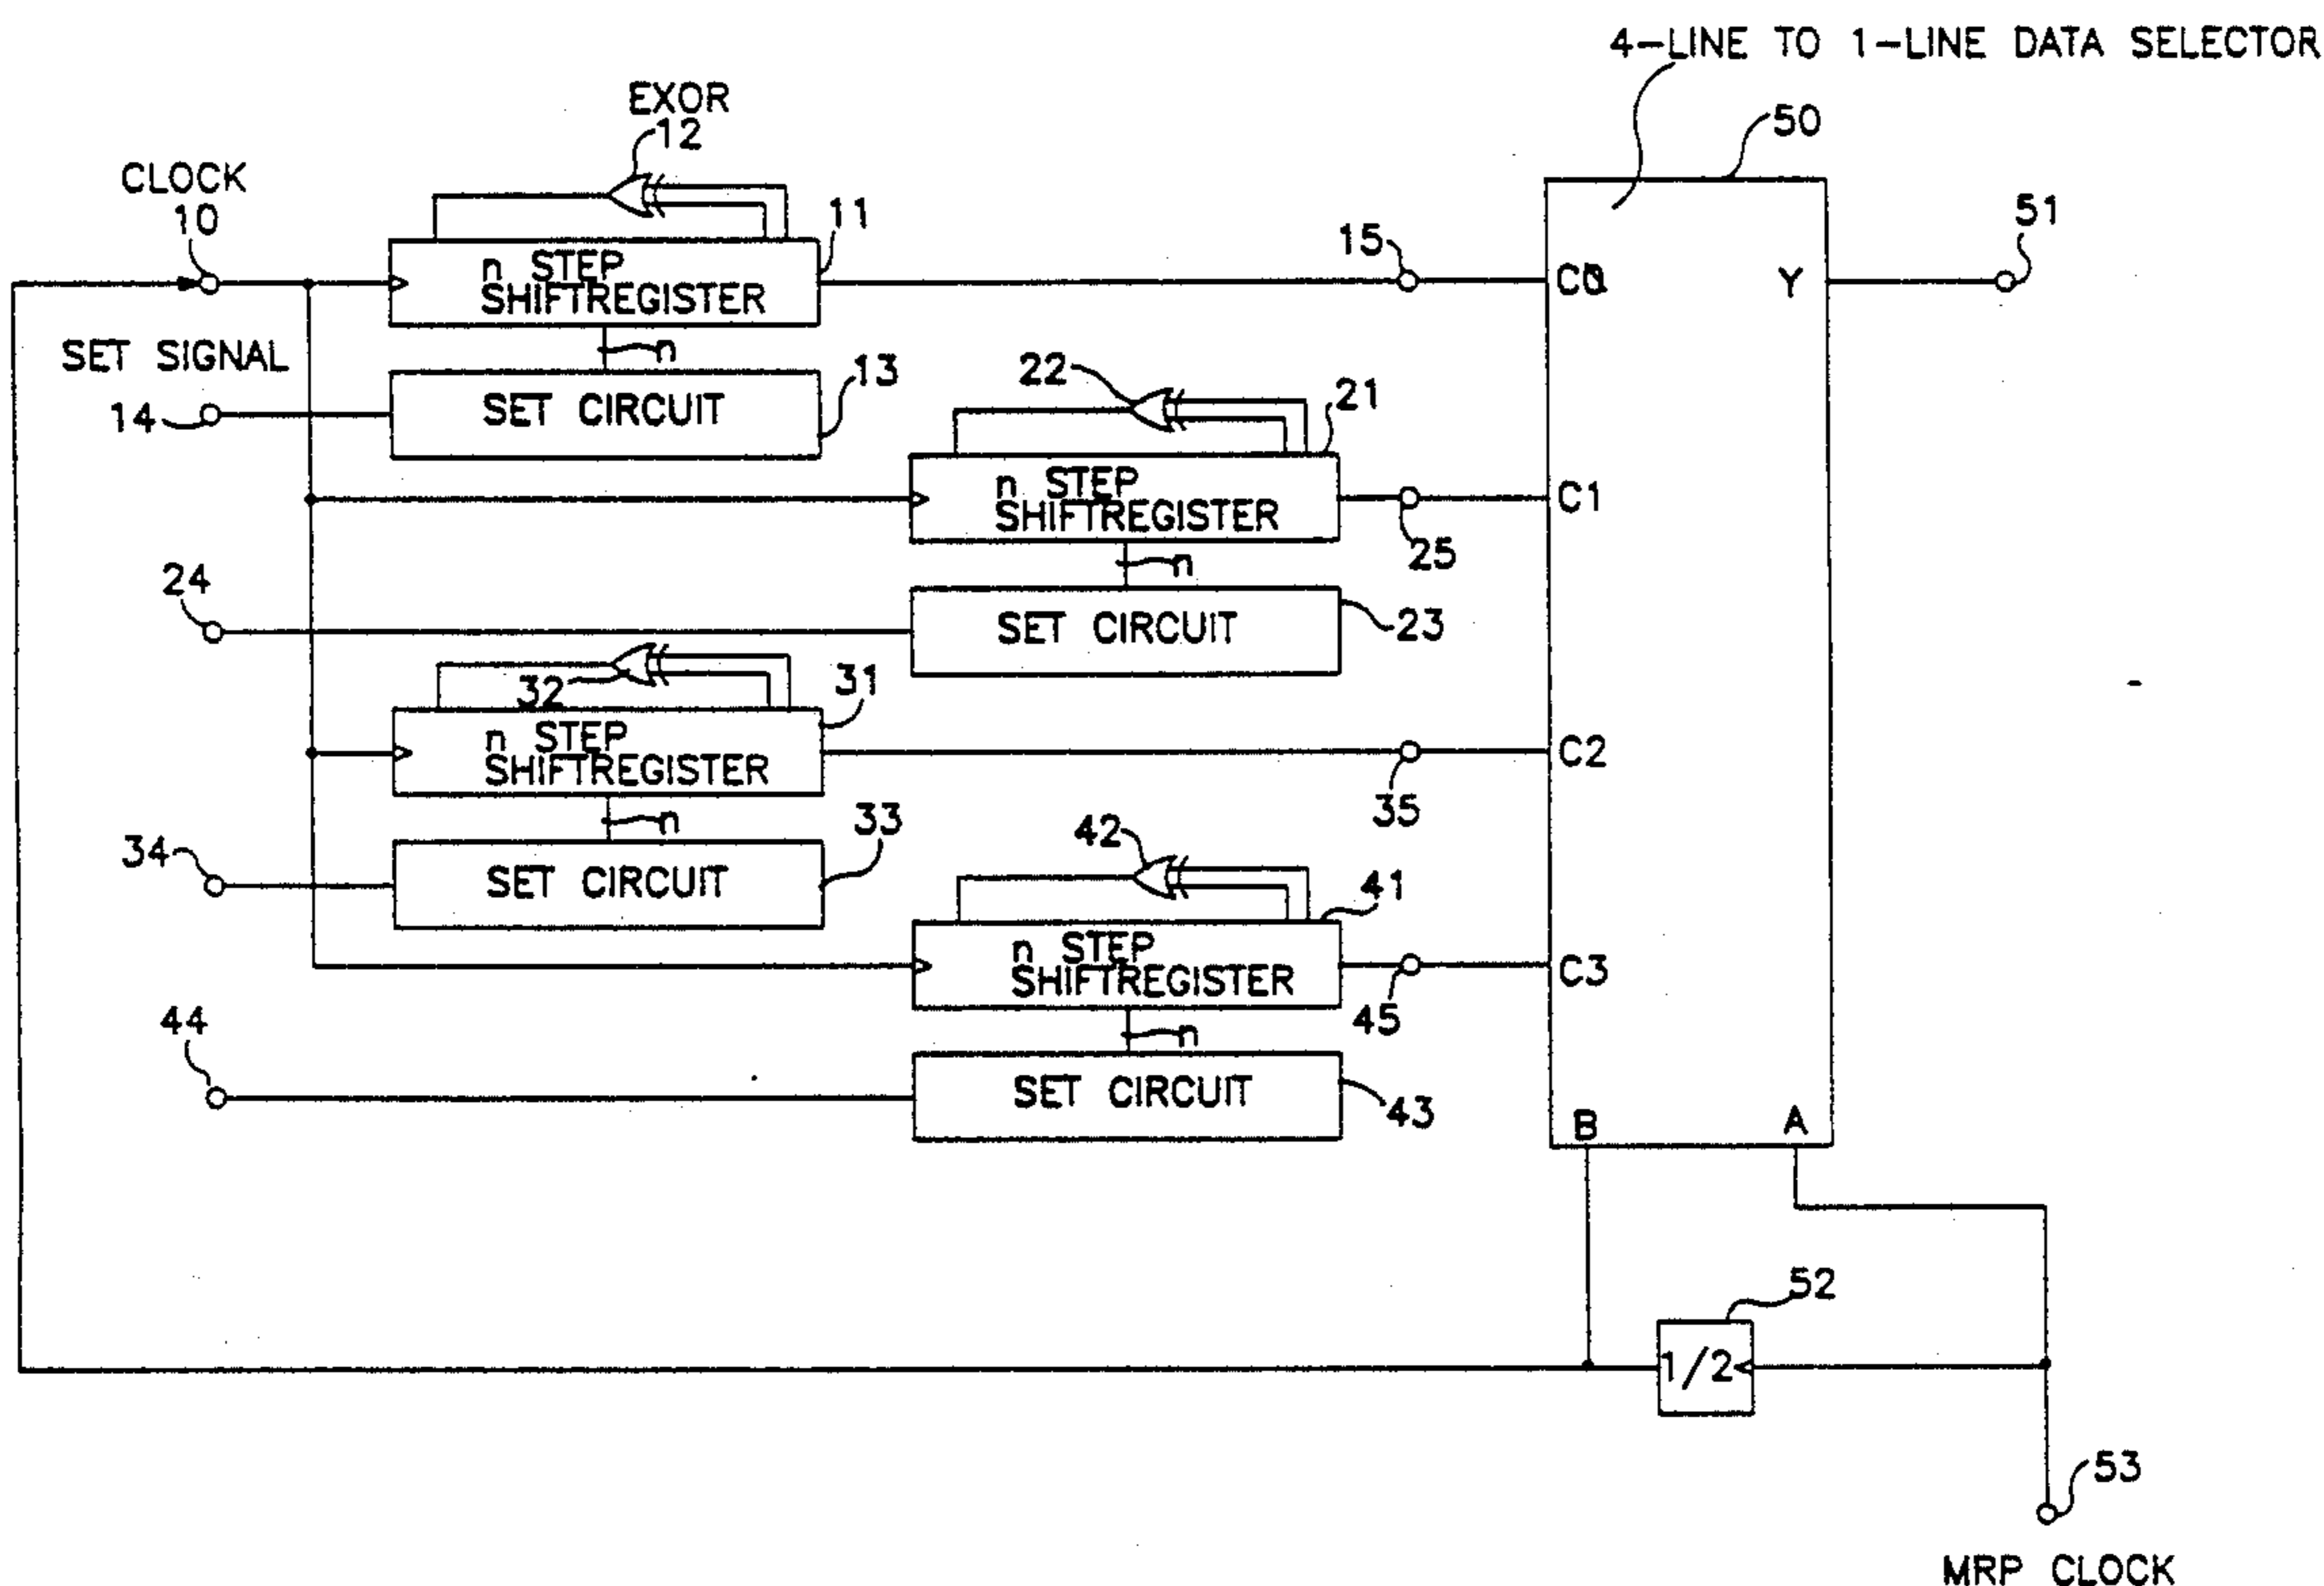 4-LINE TO 1-LINE DATA SELECTOR
50
EXOR
12
CLOCK
10
11
n STEP
SHIFTREGISTER
15
C0
Y
51
SET SIGNAL
n
14
SET CIRCUIT
13
22
21
n STEP
SHIFTREGISTER
C1
25
n
24
SET CIRCUIT
23
32
31
n STEP
SHIFTREGISTER
C2
35
n
34
SET CIRCUIT
33
42
41
n STEP
SHIFTREGISTER
C3
45
n
44
SET CIRCUIT
43
B
A
52
1/2
53
MRP CLOCK